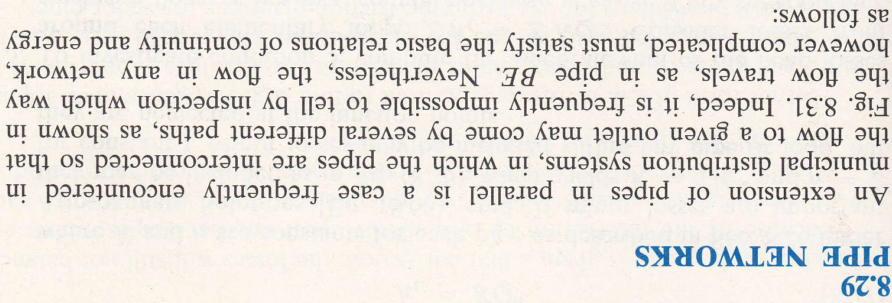 8.29
PIPE NETWORKS
An extension of pipes in parallel is a case frequently encountered in
municipal distribution systems, in which the pipes are interconnected so that
the flow to a given outlet may come by several different paths, as shown in
Fig. 8.31. Indeed, it is frequently impossible to tell by inspection which way
the flow travels, as in pipe BE. Nevertheless, the flow in any network,
however complicated, must satisfy the basic relations of continuity and energy
as follows: